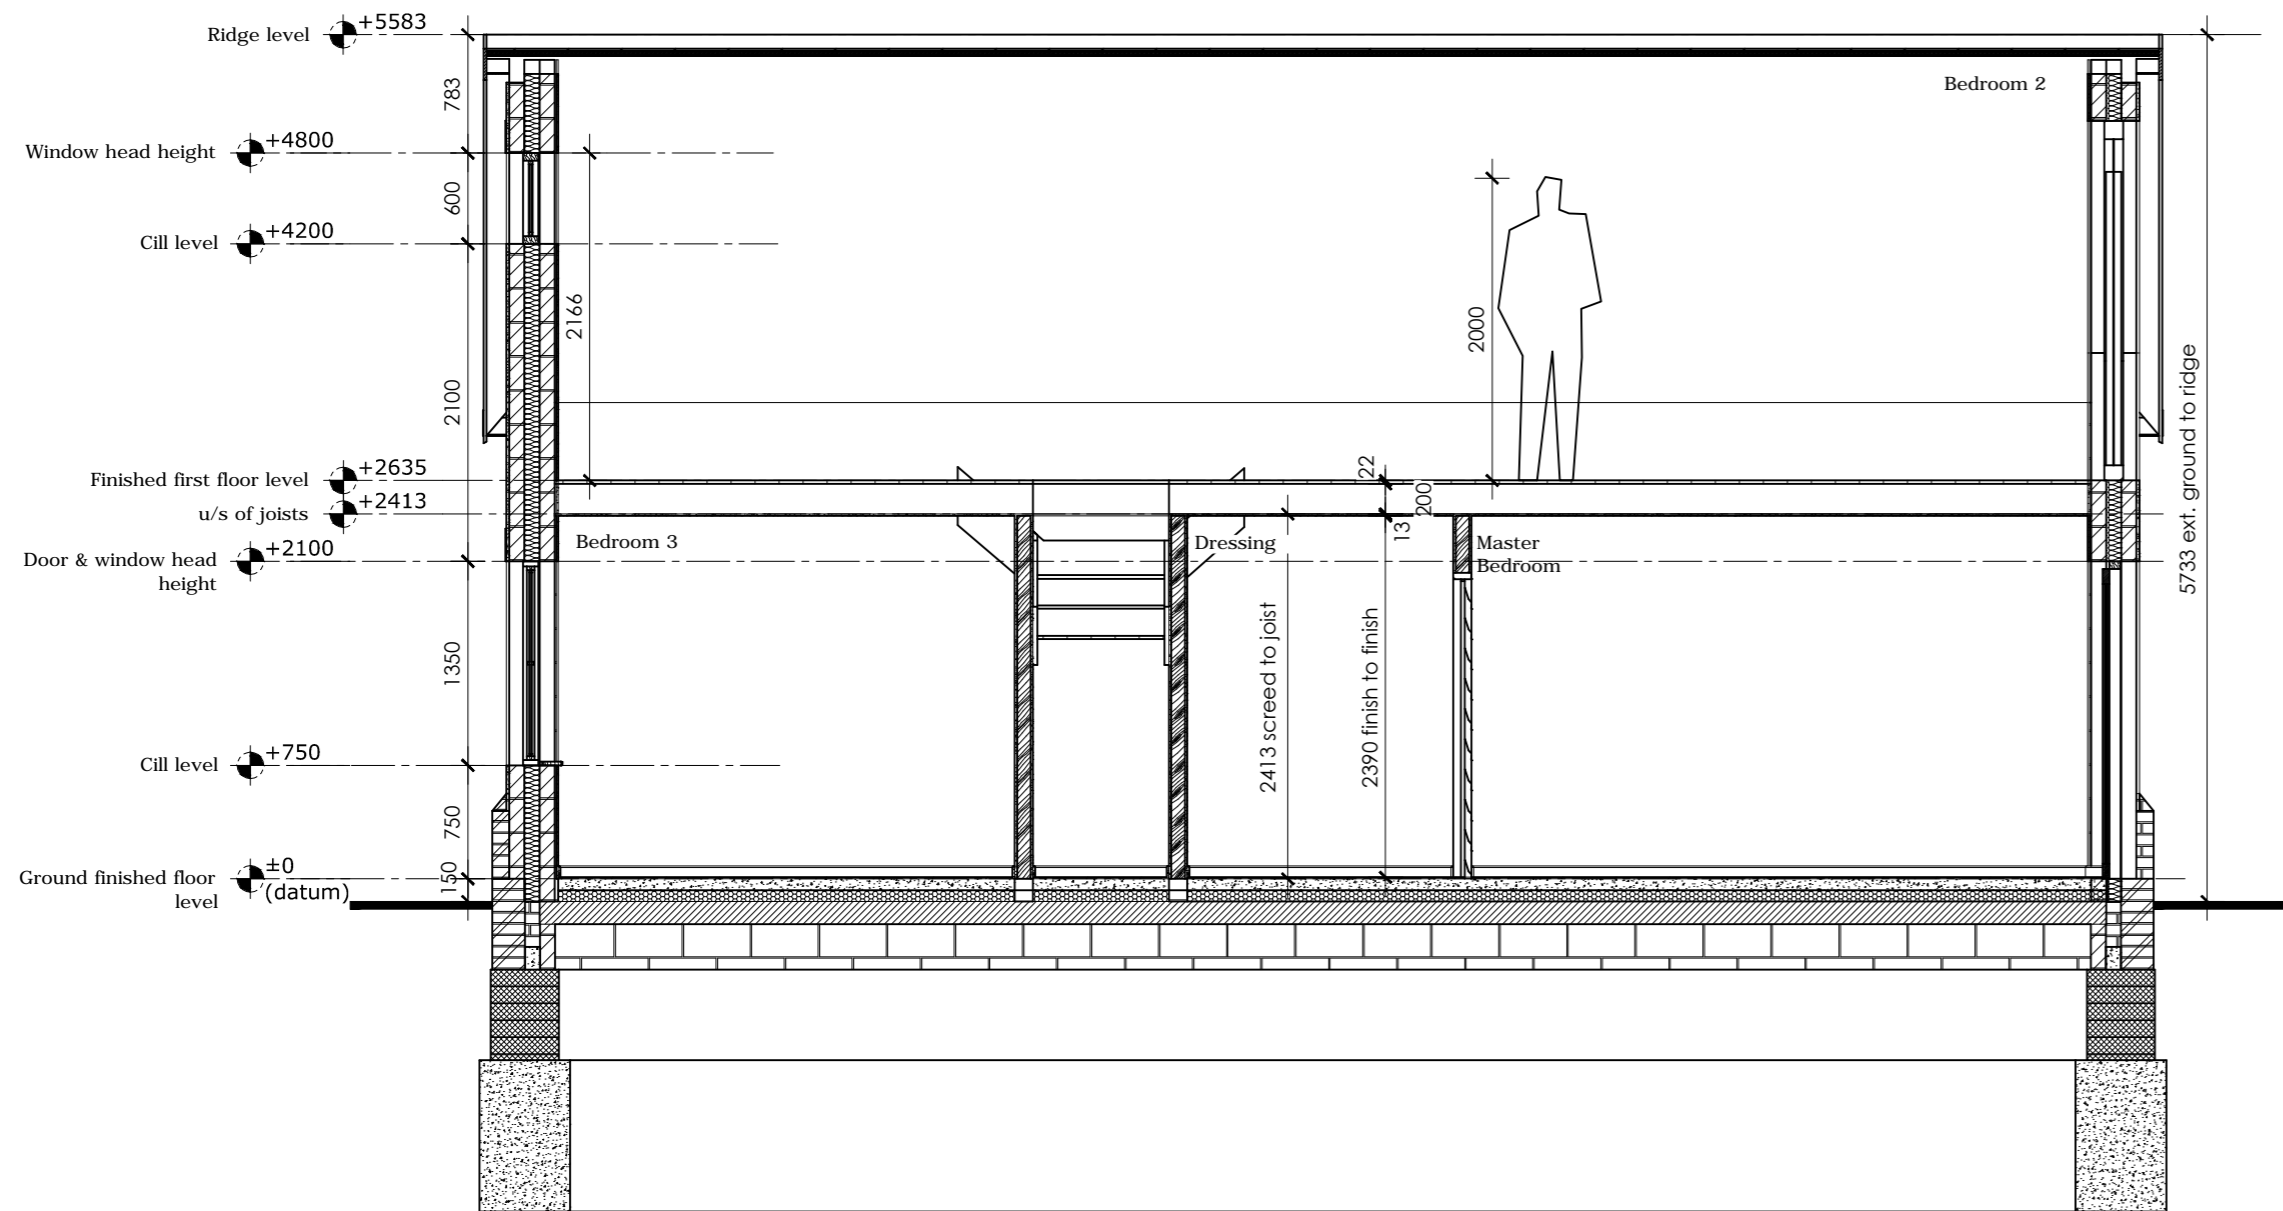 Ridge level
+5583
783
Bedroom 2
Window head height
+4800
600
Cill level
+4200
2166
2000
2100
5733 ext. ground to ridge
Finished first floor level
+2635
22
u/s of joists
+2413
200
13
Door & window head
height
+2100
Bedroom 3
Dressing
Master
Bedroom
1350
2413 screed to joist
2390 finish to finish
Cill level
+750
750
Ground finished floor
level
±0
(datum)
150